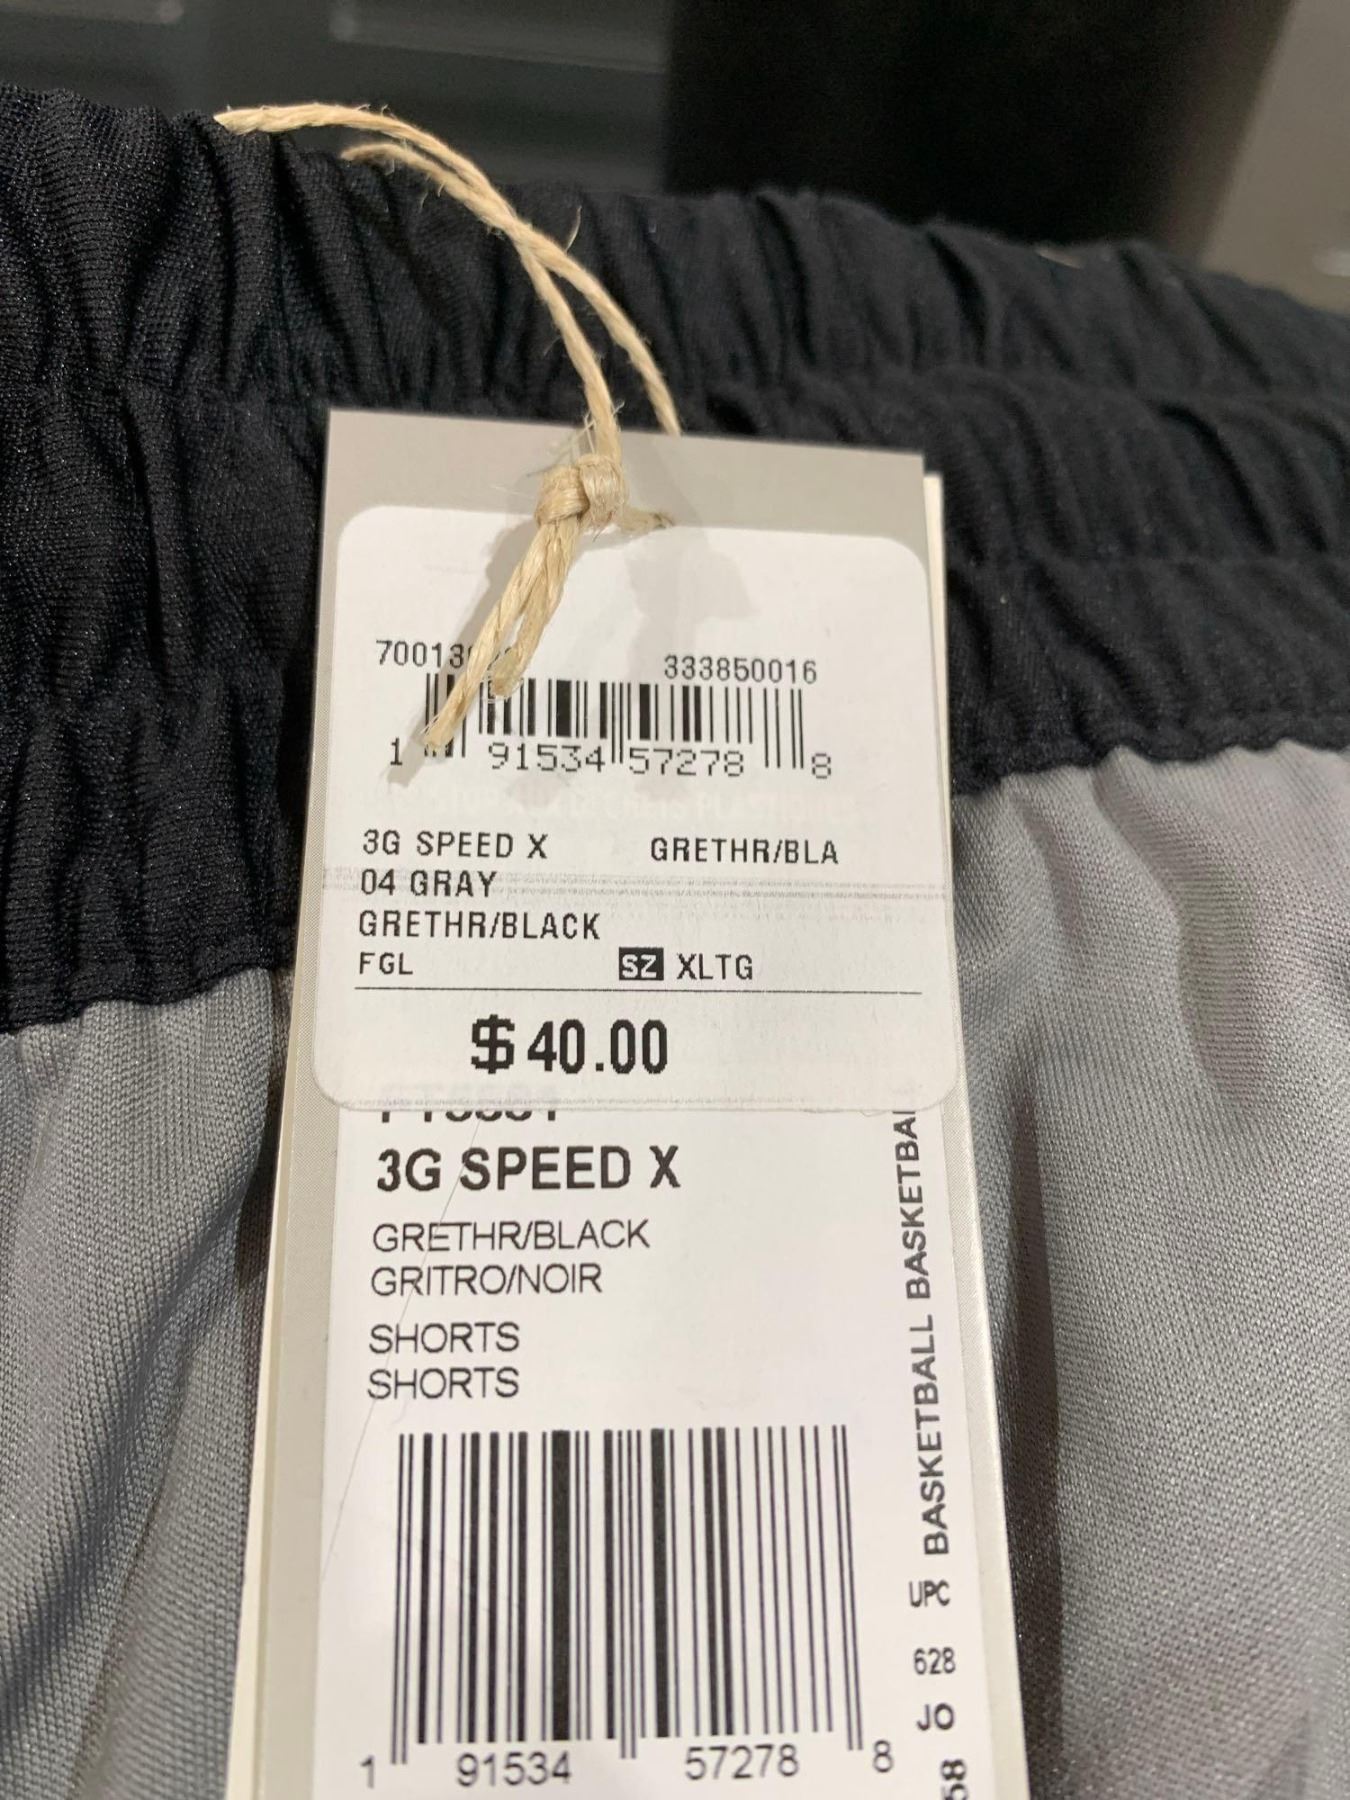 333850016
1 91534 57278 8
3G SPEED X GRETHR/BLA
04 GRAY
GRETHR/BLACK
FGL SZ XLTG
$40.00
3G SPEED X
GRETHR/BLACK
GRITRO/NOIR
SHORTS
SHORTS
1 91534 57278 8
BASKETBALL
UPC
628
JO
58